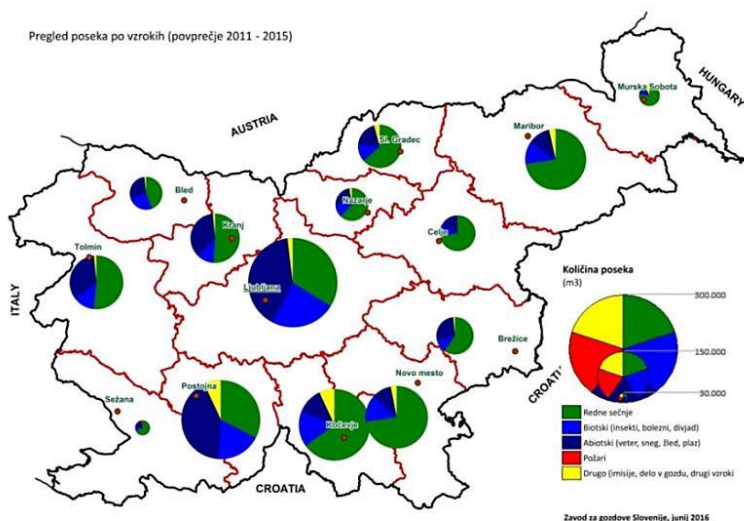 Pregled poseka po vzrokih (povprečje 2011 - 2015)
HUNGARY
Murska Sobota
AUSTRIA
Maribor
Sl. Gradec
Bled
Nazarje
Kranj
Celje
Tolmin
Ljubljana
ITALY
Brežice
Novo mesto
CROATI
Postojna
Sežana
Kočevje
CROATIA
Količina poseka
(m3)
300.000
150.000
30.000
Redne sečnje
Biotski (insekti, bolezni, divjad)
Abiotski (veter, sneg, žled, plaz)
Požari
Drugo (imisije, delo v gozdu, drugi vzroki
Zavod za gozdove Slovenije, junij 2016